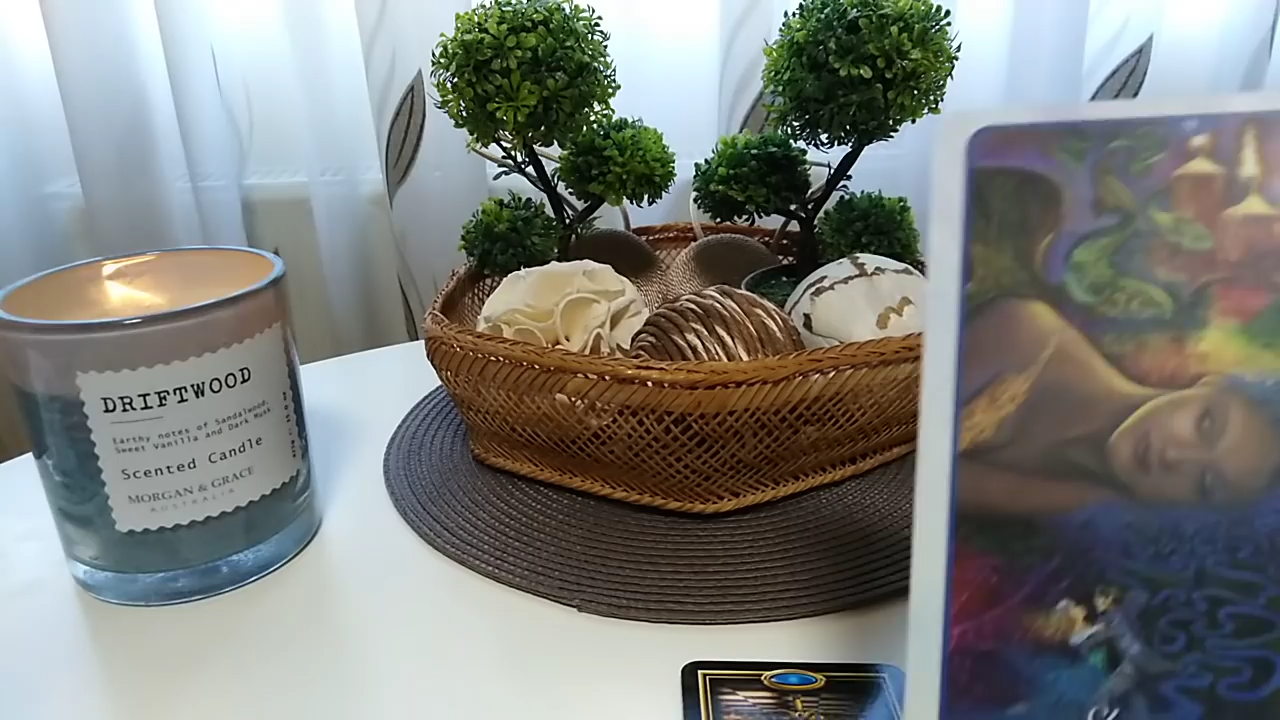 DRIFTWOOD
Earthy notes of Sandalwood,
Sweet Vanilla and Dark Musk
Scented Candle
MORGAN & GRACE
AUSTRALIA